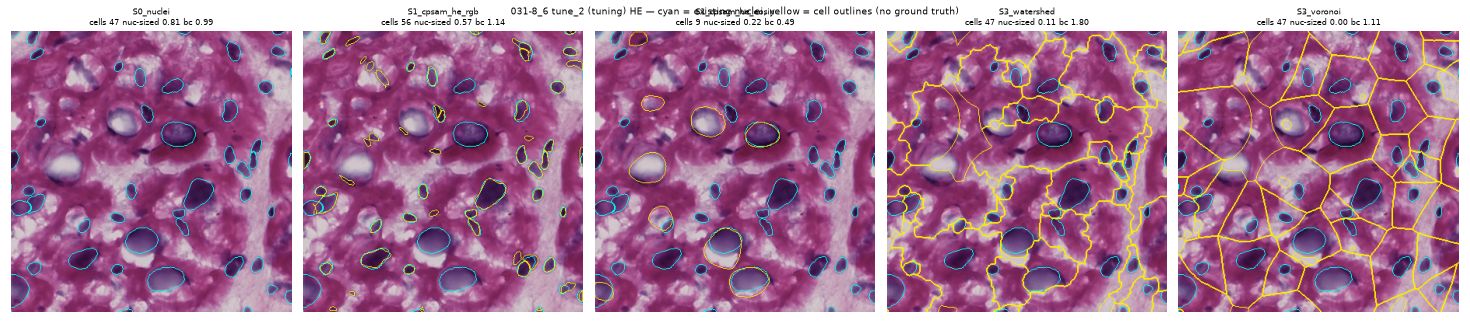 031-8_6 tune_2 (tuning) HE — cyan = existing nuclei, yellow = cell outlines (no ground truth)
S0_nuclei
cells 47 nuc-sized 0.81 bc 0.99
S1_cpsam_he_rgb
cells 56 nuc-sized 0.57 bc 1.14
cells 9 nuc-sized 0.22 bc 0.49
S3_watershed
cells 47 nuc-sized 0.11 bc 1.80
S3_voronoi
cells 47 nuc-sized 0.00 bc 1.11